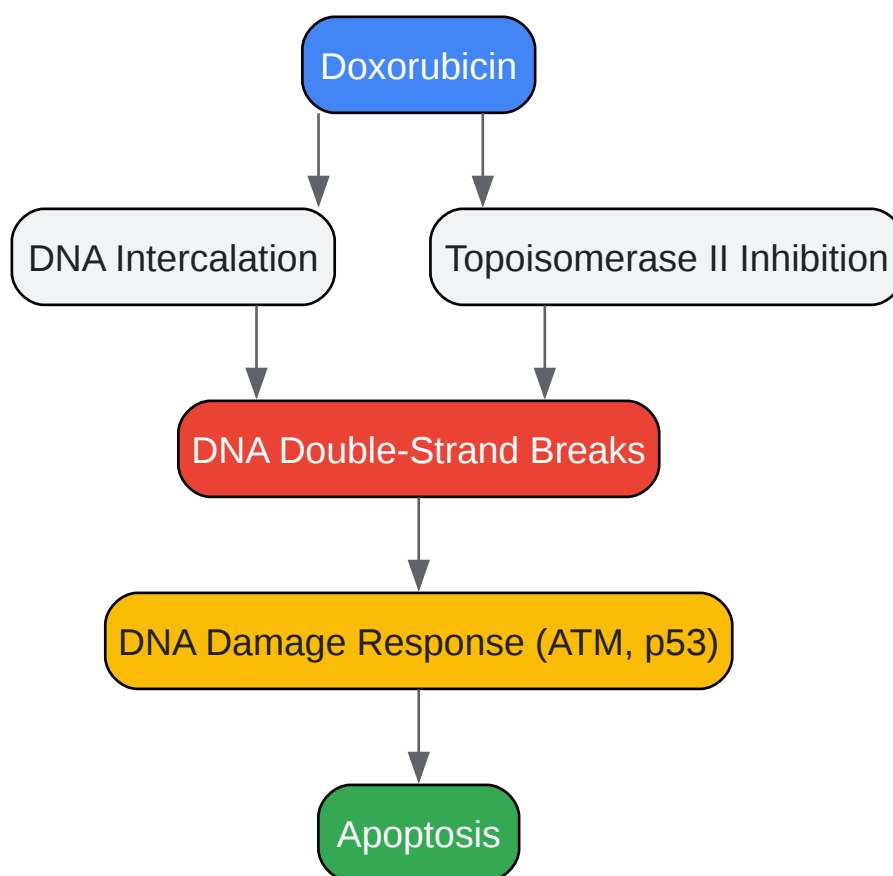 Doxorubicin
DNA Intercalation
Topoisomerase II Inhibition
DNA Double-Strand Breaks
DNA Damage Response (ATM, p53)
Apoptosis